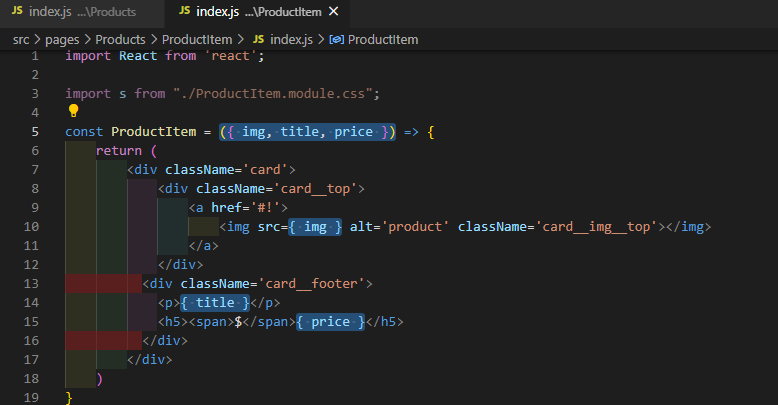 JS index.js ...\Products JS index.js ...\ProductItem ×
src > pages > Products > ProductItem > JS index.js > ProductItem
1 import React from 'react';
2
3 import s from "./ProductItem.module.css";
4
5 const ProductItem = ({ img, title, price }) => {
6 return (
7 <div className='card'>
8 <div className='card__top'>
9 <a href='#!'>
10 <img src={ img } alt='product' className='card__img__top'></img>
11 </a>
12 </div>
13 <div className='card__footer'>
14 <p>{ title }</p>
15 <h5><span>$</span>{ price }</h5>
16 </div>
17 </div>
18 )
19 }